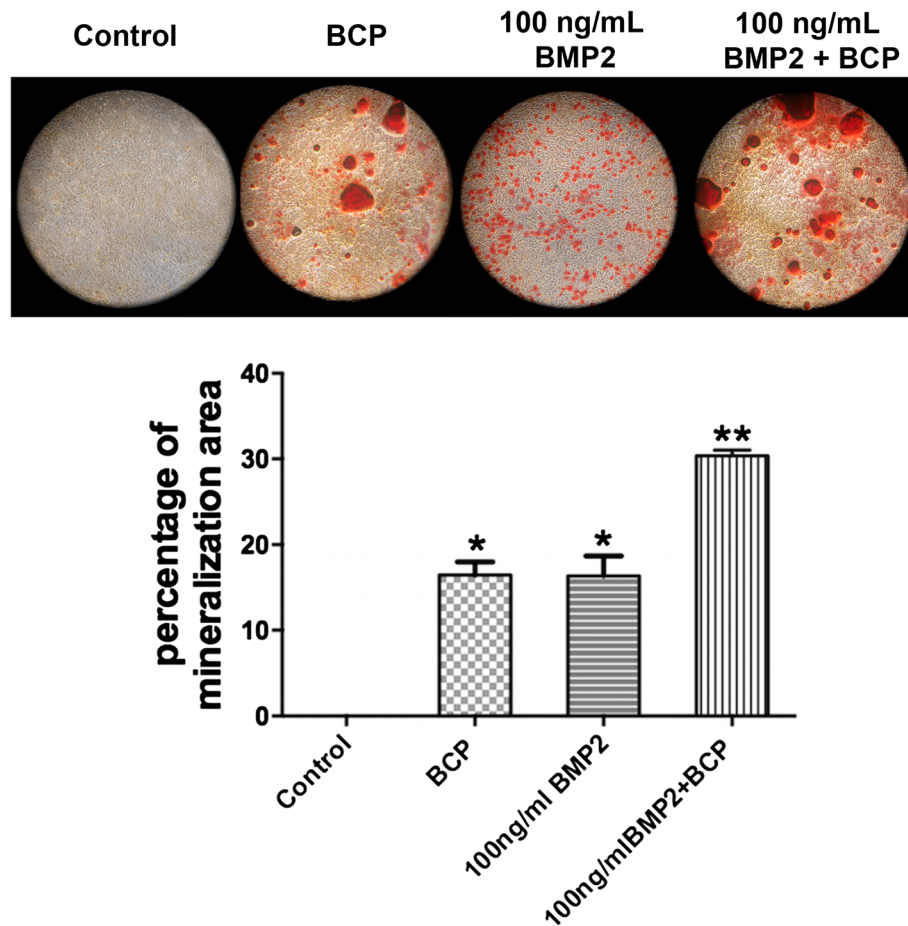 Control
BCP
100 ng/mL
BMP2
100 ng/mL
BMP2 + BCP
percentage of
mineralization area
40
30
20
10
0
*
*
**
Control
BCP
100ng/ml BMP2
100ng/mlBMP2+BCP